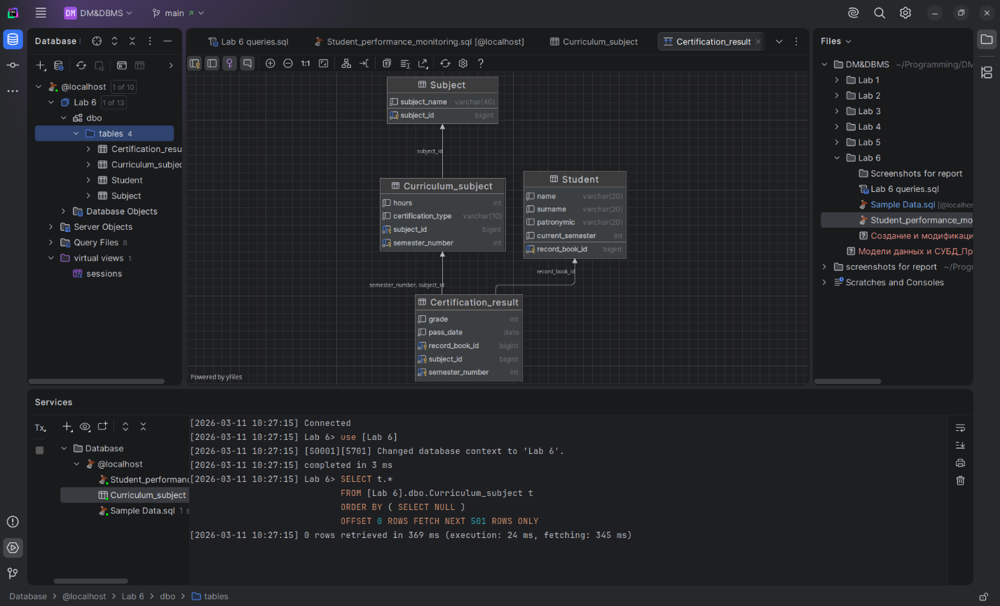 DM DM&DBMS main
Database
Lab 6 queries.sql
Student_performance_monitoring.sql [@localhost]
Curriculum_subject
Certification_result
Files
1:1
?
@localhost 1 of 10
Lab 6 1 of 13
dbo
tables 4
Certification_resu
Curriculum_subjec
Student
Subject
Database Objects
Server Objects
Query Files 8
virtual views 1
sessions
Subject
subject_name varchar(40)
subject_id bigint
subject_id
Curriculum_subject
hours int
certification_type varchar(10)
subject_id bigint
semester_number int
Student
name varchar(20)
surname varchar(20)
patronymic varchar(20)
current_semester int
record_book_id bigint
record_book_id
semester_number, subject_id
Certification_result
grade int
pass_date date
record_book_id bigint
subject_id bigint
semester_number int
Powered by yFiles
DM&DBMS ~/Programming/DM
Lab 1
Lab 2
Lab 3
Lab 4
Lab 5
Lab 6
Screenshots for report
Lab 6 queries.sql
Sample Data.sql [@localhos
Student_performance_mo
Создание и модификаци
Модели данных и СУБД_Пр
screenshots for report ~/Progr
Scratches and Consoles
Services
Tx
Database
@localhost
Student_performanc
Curriculum_subject
Sample Data.sql 1 s
[2026-03-11 10:27:15] Connected
[2026-03-11 10:27:15] Lab 6> use [Lab 6]
[2026-03-11 10:27:15] [S0001][5701] Changed database context to 'Lab 6'.
[2026-03-11 10:27:15] completed in 3 ms
[2026-03-11 10:27:15] Lab 6> SELECT t.*
FROM [Lab 6].dbo.Curriculum_subject t
ORDER BY ( SELECT NULL )
OFFSET 0 ROWS FETCH NEXT 501 ROWS ONLY
[2026-03-11 10:27:15] 0 rows retrieved in 369 ms (execution: 24 ms, fetching: 345 ms)
Database > @localhost > Lab 6 > dbo > tables